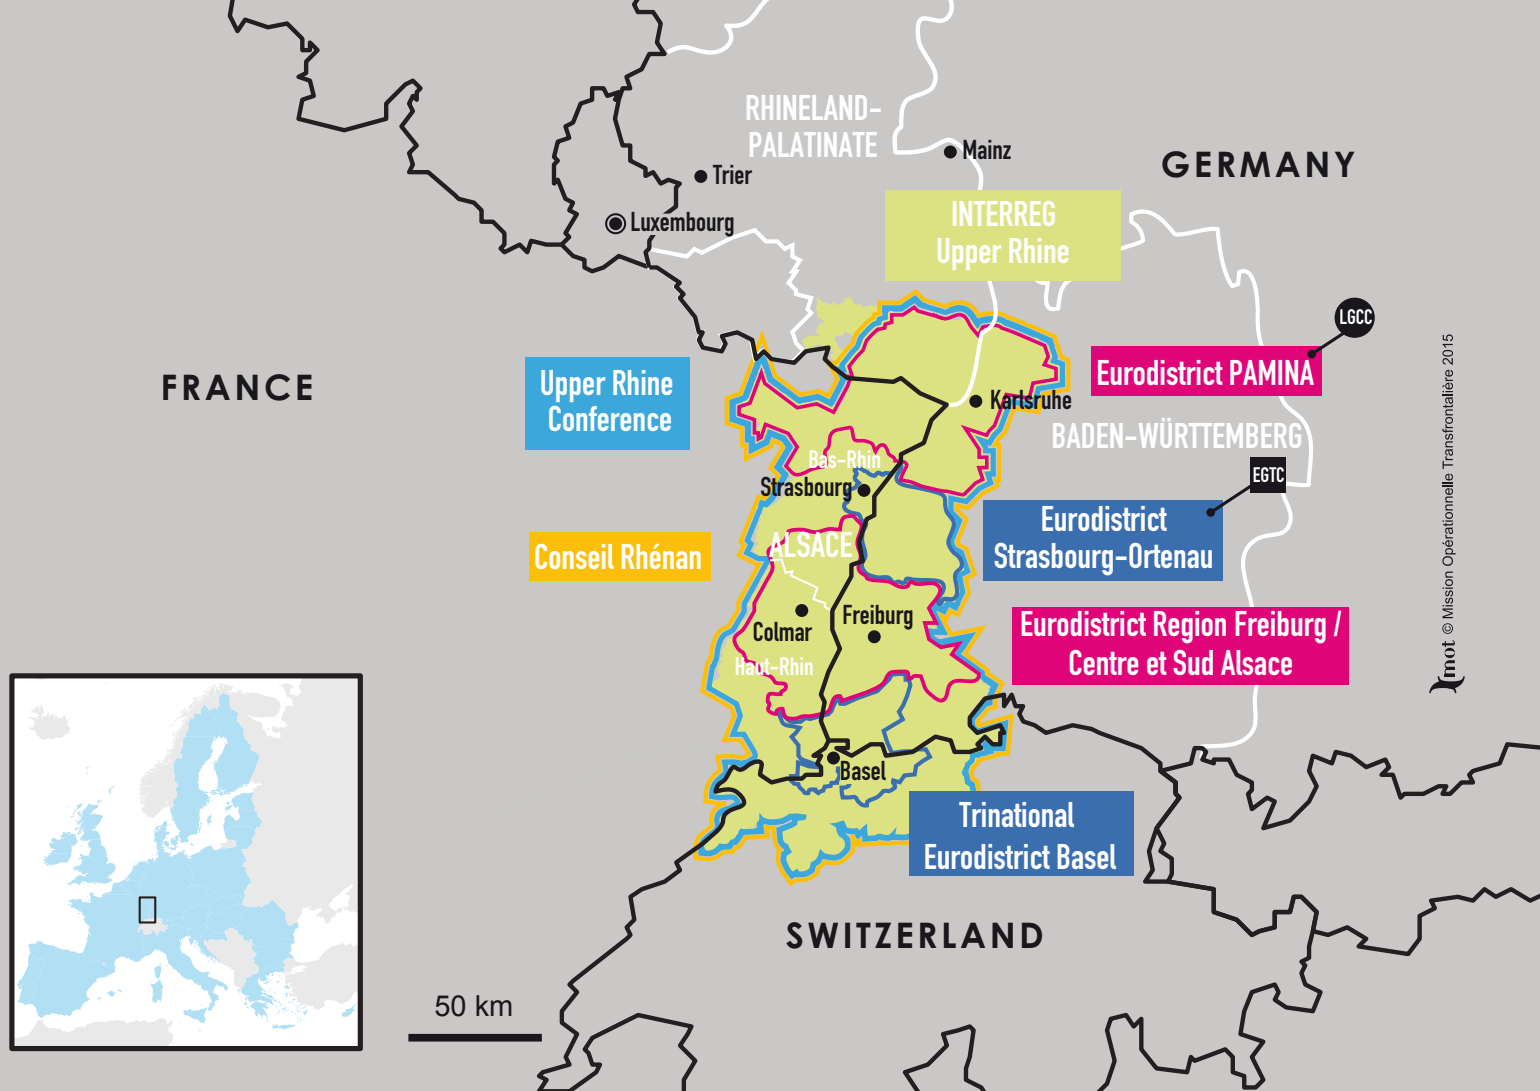 RHINELAND-
PALATINATE
Mainz
GERMANY
Trier
Luxembourg
INTERREG
Upper Rhine
LGCC
FRANCE
Upper Rhine
Conference
Eurodistrict PAMINA
Karlsruhe
BADEN-WÜRTTEMBERG
Bas-Rhin
Strasbourg
EGTC
Eurodistrict
Strasbourg-Ortenau
ALSACE
Conseil Rhénan
Colmar
Freiburg
Eurodistrict Region Freiburg /
Centre et Sud Alsace
Haut-Rhin
Basel
Trinational
Eurodistrict Basel
SWITZERLAND
50 km
mot © Mission Opérationnelle Transfrontalière 2015